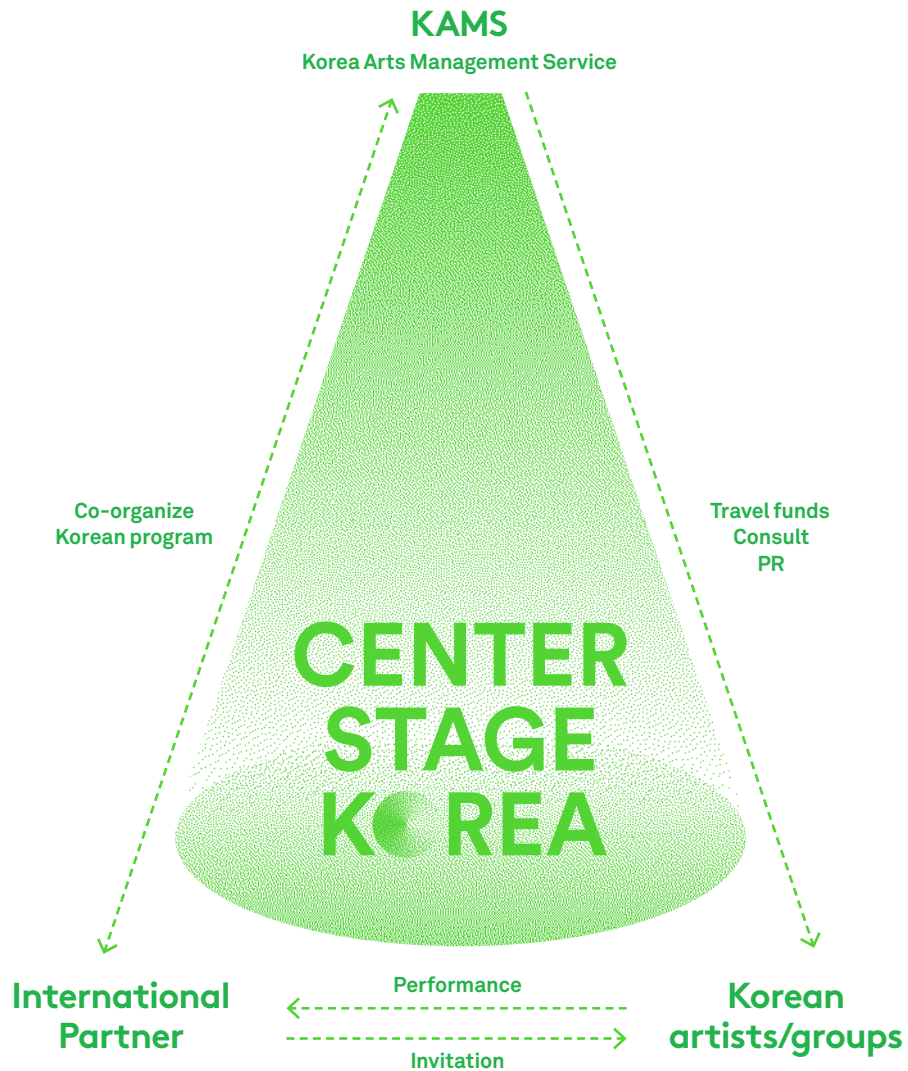 KAMS
Korea Arts Management Service
Co-organize
Korean program
Travel funds
Consult
PR
CENTER
STAGE
KOREA
International
Partner
Performance
Invitation
Korean
artists/groups